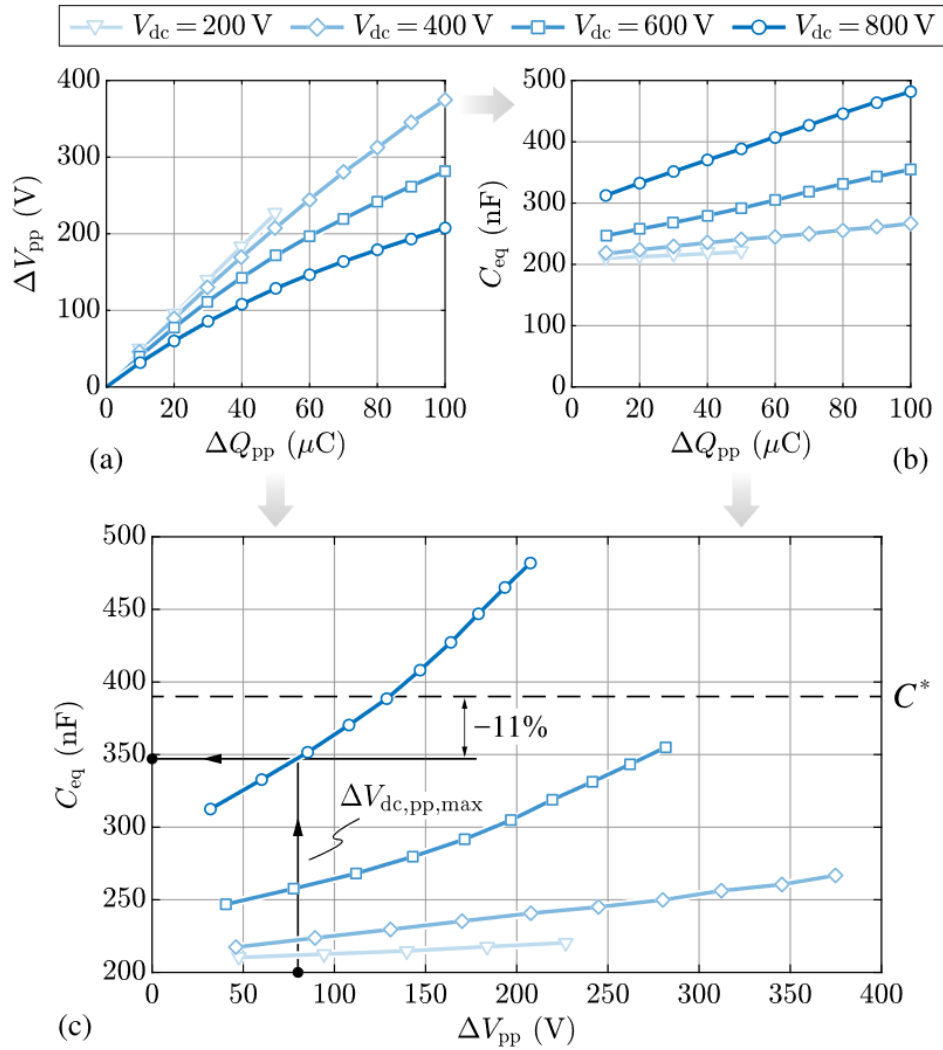 V_dc = 200 V V_dc = 400 V V_dc = 600 V V_dc = 800 V
400
300
200
100
0
ΔV_pp (V)
0 20 40 60 80 100
ΔQ_pp (μC)
(a)
500
400
300
200
100
0
C_eq (nF)
0 20 40 60 80 100
ΔQ_pp (μC)
(b)
500
450
400
350
300
250
200
C_eq (nF)
C*
−11%
ΔV_dc,pp,max
0 50 100 150 200 250 300 350 400
ΔV_pp (V)
(c)